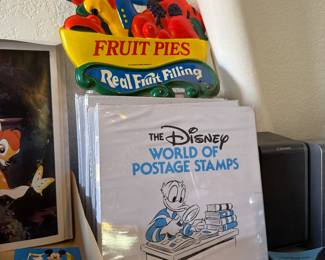 FRUIT PIES
Real Fruit Filling
THE Disney
WORLD OF
POSTAGE STAMPS